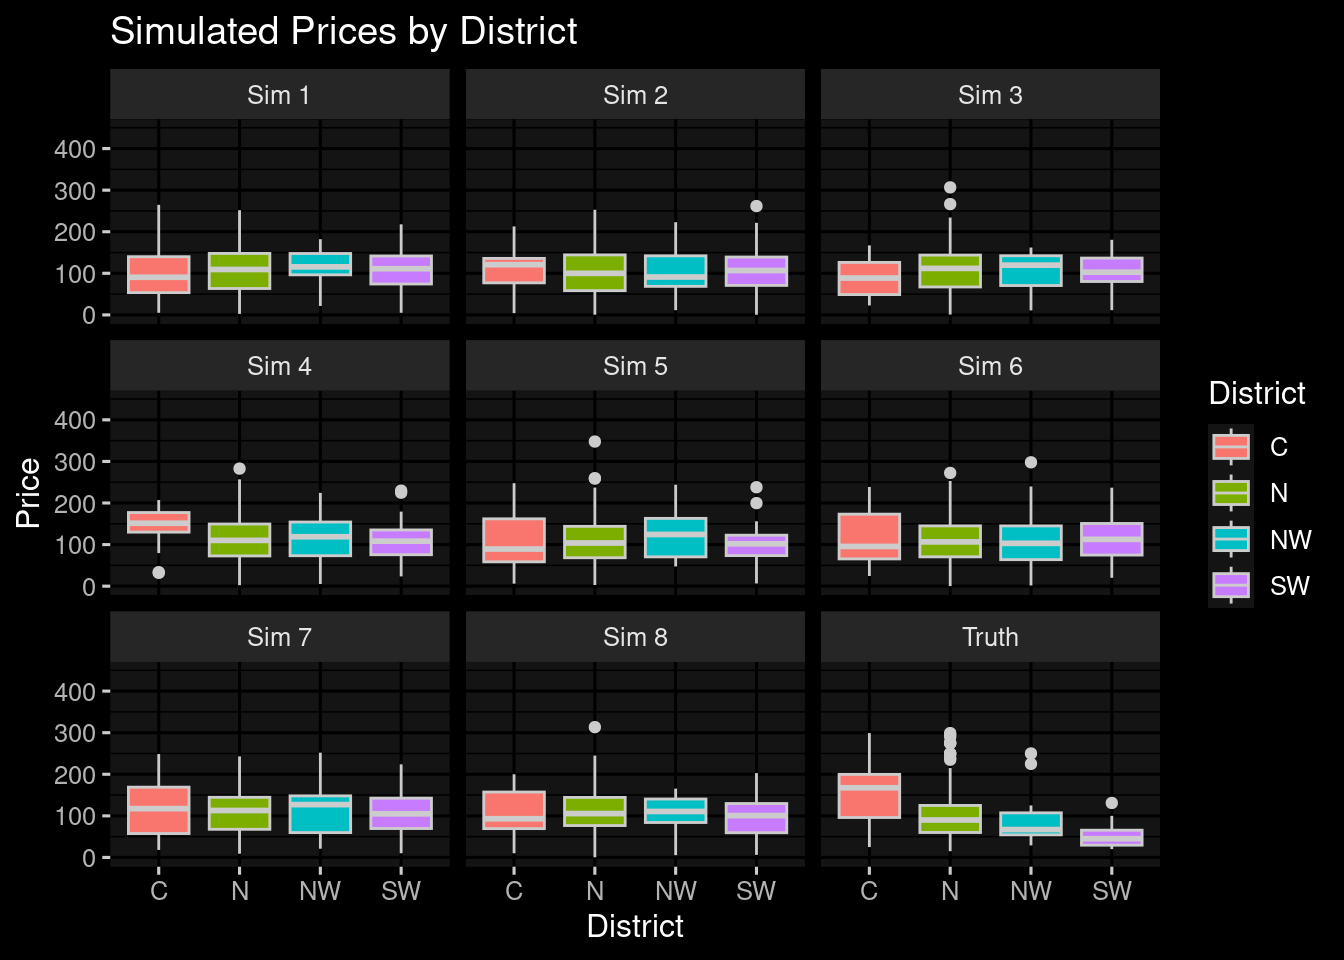 Simulated Prices by District
Sim 1 Sim 2 Sim 3
400
300
200
100
0
Sim 4 Sim 5 Sim 6
400
300
200
100
0
Sim 7 Sim 8 Truth
400
300
200
100
0
C N NW SW C N NW SW C N NW SW
District
Price
District
C
N
NW
SW